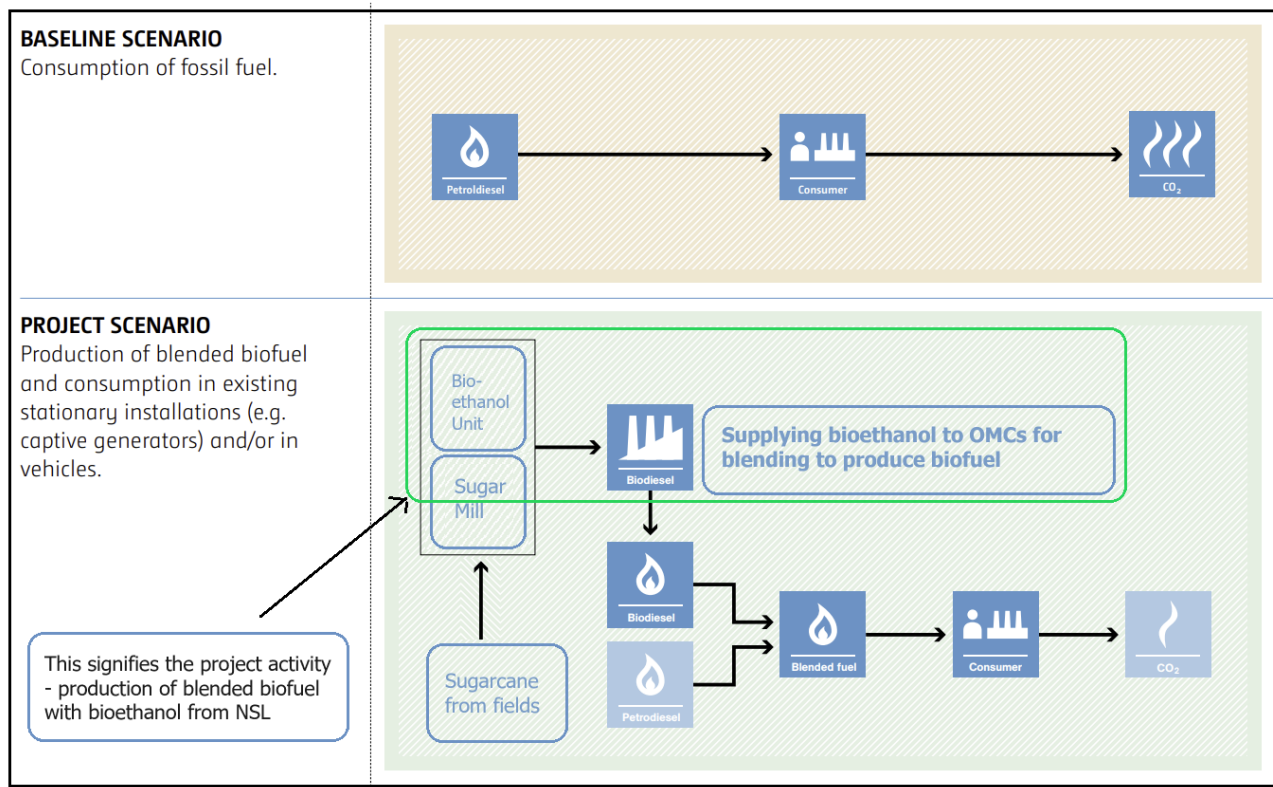 BASELINE SCENARIO
Consumption of fossil fuel.
Petroldiesel
Consumer
CO₂
PROJECT SCENARIO
Production of blended biofuel
and consumption in existing
stationary installations (e.g.
captive generators) and/or in
vehicles.
Bio-
ethanol
Unit
Sugar
Mill
Biodiesel
Supplying bioethanol to OMCs for
blending to produce biofuel
Biodiesel
Petrodiesel
Blended fuel
Consumer
CO₂
Sugarcane
from fields
This signifies the project activity
- production of blended biofuel
with bioethanol from NSL